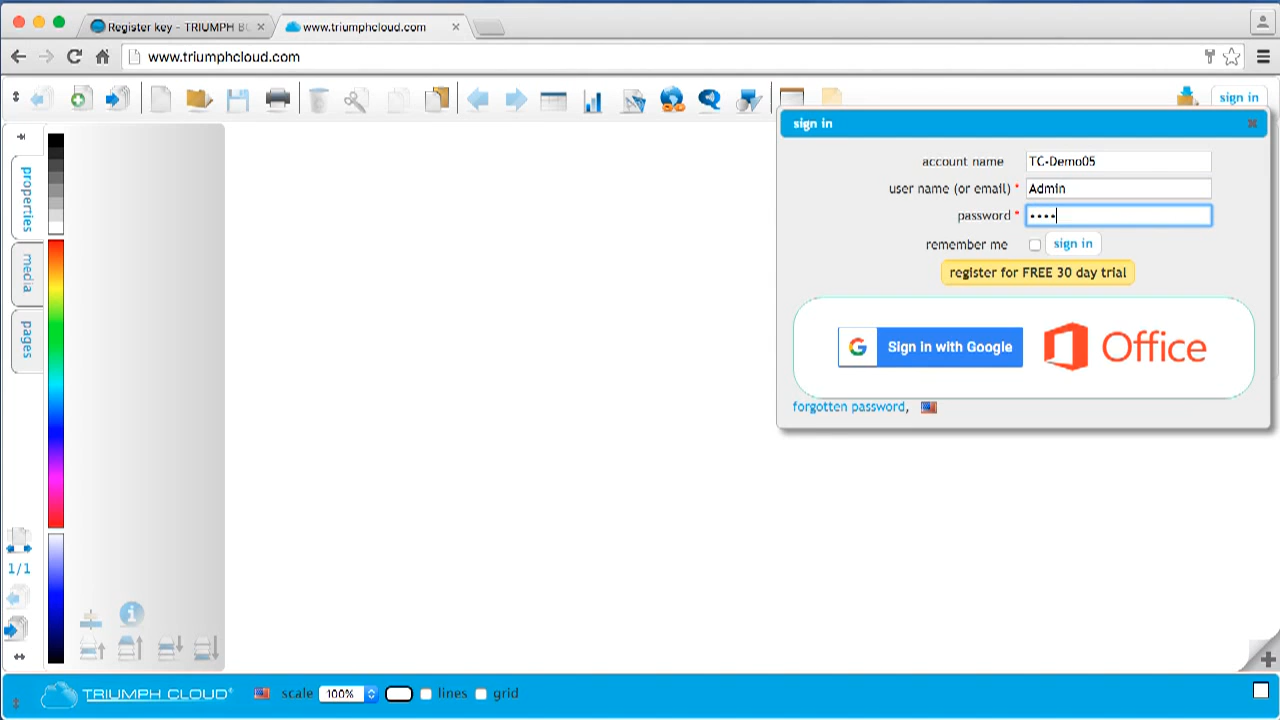 Register key - TRIUMPH BO
www.triumphcloud.com
www.triumphcloud.com
sign in
sign in
account name TC-Demo05
user name (or email) * Admin
password * ••••
remember me sign in
register for FREE 30 day trial
G Sign in with Google Office
forgotten password,
properties
media
pages
1/1
TRIUMPH CLOUD® scale 100% lines grid